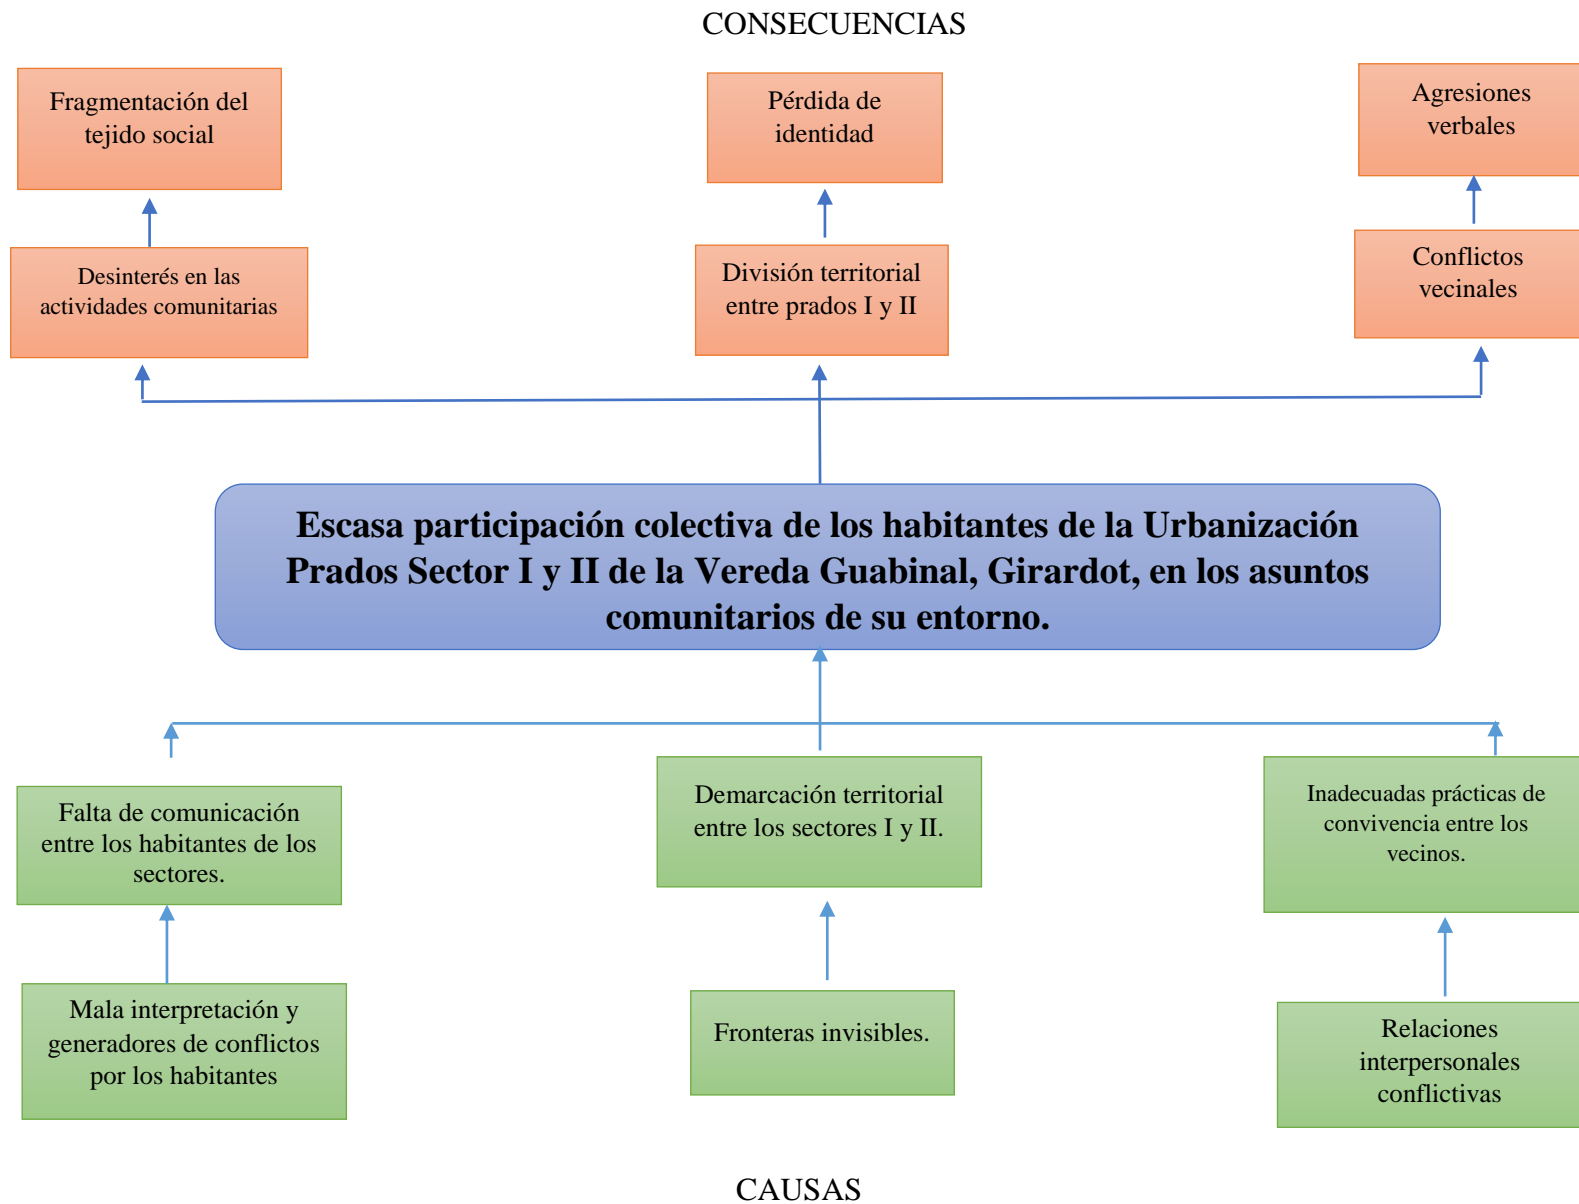 CONSECUENCIAS
Fragmentación del
tejido social
Pérdida de
identidad
Agresiones
verbales
Desinterés en las
actividades comunitarias
División territorial
entre prados I y II
Conflictos
vecinales
Escasa participación colectiva de los habitantes de la Urbanización
Prados Sector I y II de la Vereda Guabinal, Girardot, en los asuntos
comunitarios de su entorno.
Falta de comunicación
entre los habitantes de los
sectores.
Demarcación territorial
entre los sectores I y II.
Inadecuadas prácticas de
convivencia entre los
vecinos.
Mala interpretación y
generadores de conflictos
por los habitantes
Fronteras invisibles.
Relaciones
interpersonales
conflictivas
CAUSAS